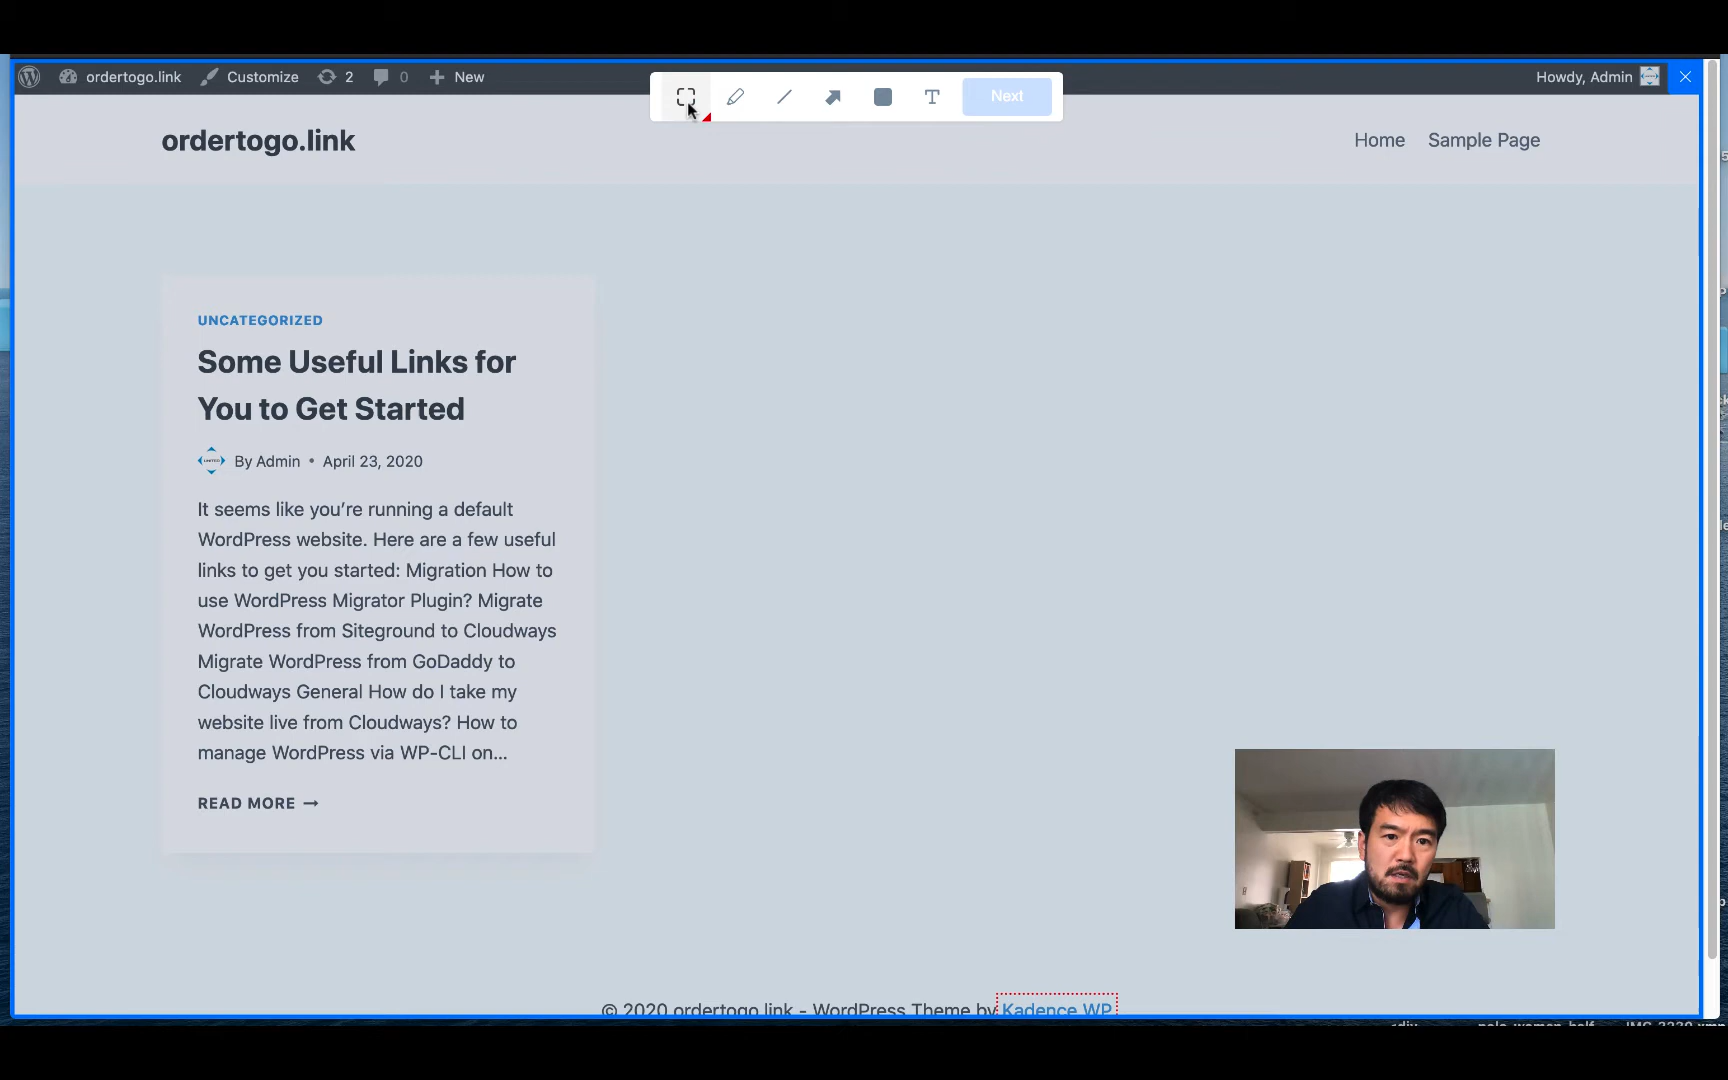 ordertogo.link Customize 2 0 New Howdy, Admin
Next
ordertogo.link
Home Sample Page
UNCATEGORIZED
Some Useful Links for
You to Get Started
By Admin • April 23, 2020
It seems like you're running a default
WordPress website. Here are a few useful
links to get you started: Migration How to
use WordPress Migrator Plugin? Migrate
WordPress from Siteground to Cloudways
Migrate WordPress from GoDaddy to
Cloudways General How do I take my
website live from Cloudways? How to
manage WordPress via WP-CLI on...
READ MORE →
© 2020 ordertogo.link - WordPress Theme by Kadence WP